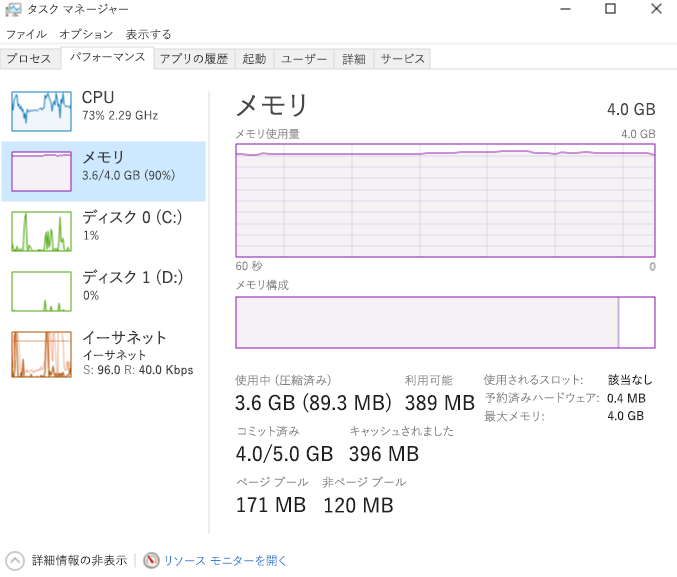 タスク マネージャー
ファイル オプション 表示する
プロセス パフォーマンス アプリの履歴 起動 ユーザー 詳細 サービス
CPU
73% 2.29 GHz
メモリ
3.6/4.0 GB (90%)
ディスク 0 (C:)
1%
ディスク 1 (D:)
0%
イーサネット
イーサネット
S: 96.0 R: 40.0 Kbps
メモリ 4.0 GB
メモリ使用量 4.0 GB
60 秒 0
メモリ構成
使用中 (圧縮済み) 利用可能
3.6 GB (89.3 MB) 389 MB
コミット済み キャッシュされました
4.0/5.0 GB 396 MB
ページ プール 非ページ プール
171 MB 120 MB
使用されるスロット: 該当なし
予約済みハードウェア: 0.4 MB
最大メモリ: 4.0 GB
詳細情報の非表示 リソース モニターを開く